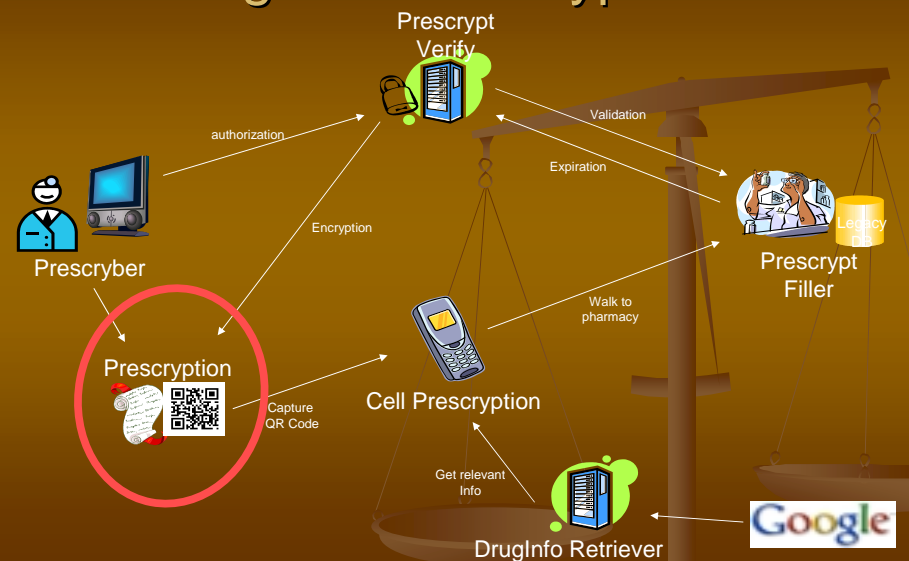 Prescrypt
Verify
authorization
Validation
Expiration
Encryption
Legacy
DB
Prescryber
Prescrypt
Filler
Walk to
pharmacy
Prescryption
Capture
QR Code
Cell Prescryption
Get relevant
Info
Google
DrugInfo Retriever